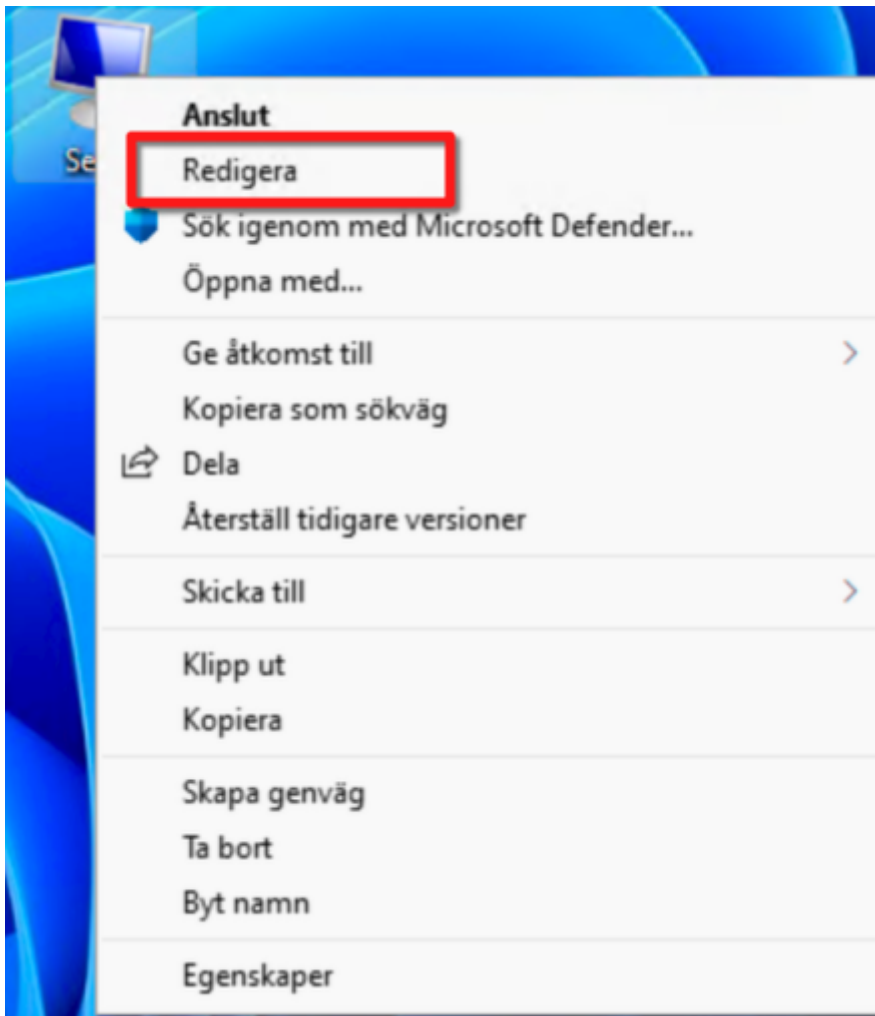 Anslut
Redigera
Sök igenom med Microsoft Defender...
Öppna med...
Ge åtkomst till
Kopiera som sökväg
Dela
Återställ tidigare versioner
Skicka till
Klipp ut
Kopiera
Skapa genväg
Ta bort
Byt namn
Egenskaper